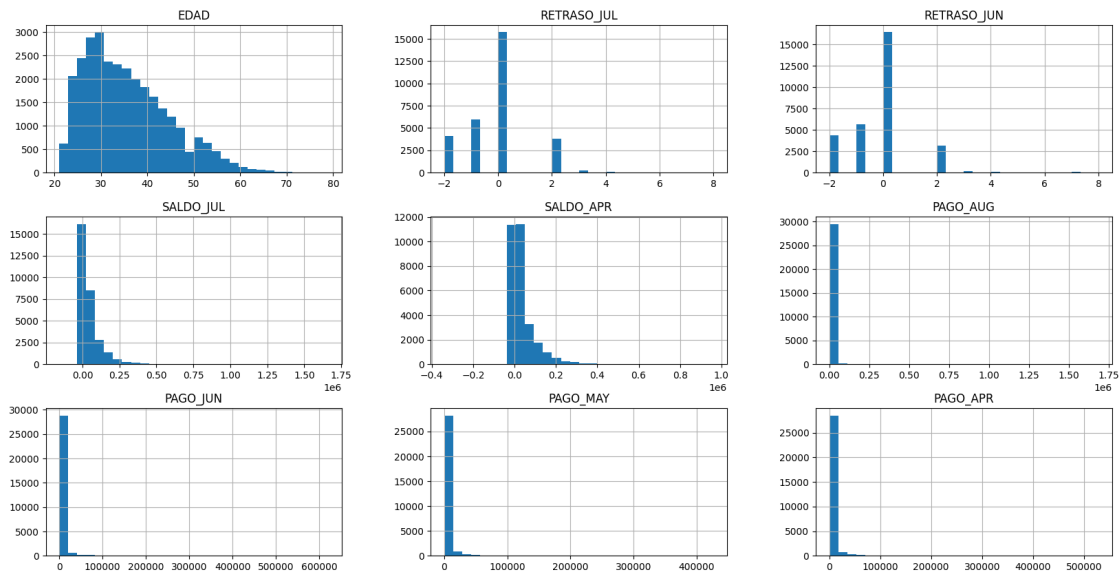 EDAD
3000
2500
2000
1500
1000
500
0
20 30 40 50 60 70 80
RETRASO_JUL
15000
12500
10000
7500
5000
2500
0
−2 0 2 4 6 8
RETRASO_JUN
15000
12500
10000
7500
5000
2500
0
−2 0 2 4 6 8
SALDO_JUL
15000
12500
10000
7500
5000
2500
0
0.00 0.25 0.50 0.75 1.00 1.25 1.50 1.75
1e6
SALDO_APR
12000
10000
8000
6000
4000
2000
0
−0.4 −0.2 0.0 0.2 0.4 0.6 0.8 1.0
1e6
PAGO_AUG
30000
25000
20000
15000
10000
5000
0
0.00 0.25 0.50 0.75 1.00 1.25 1.50 1.75
1e6
PAGO_JUN
30000
25000
20000
15000
10000
5000
0
0 100000 200000 300000 400000 500000 600000
PAGO_MAY
25000
20000
15000
10000
5000
0
0 100000 200000 300000 400000
PAGO_APR
25000
20000
15000
10000
5000
0
0 100000 200000 300000 400000 500000